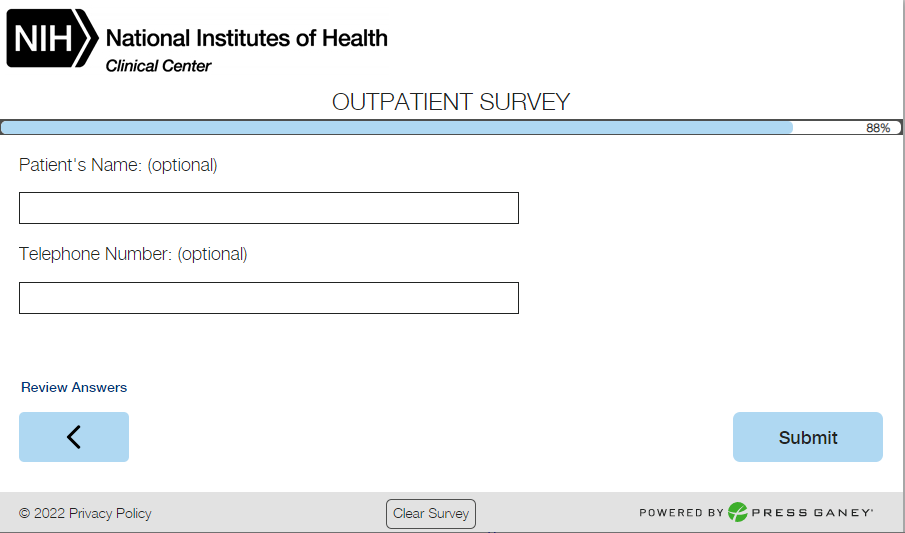 NIH National Institutes of Health
Clinical Center
OUTPATIENT SURVEY
88%
Patient's Name: (optional)
Telephone Number: (optional)
Review Answers
<
Submit
© 2022 Privacy Policy
Clear Survey
POWERED BY PRESS GANEY